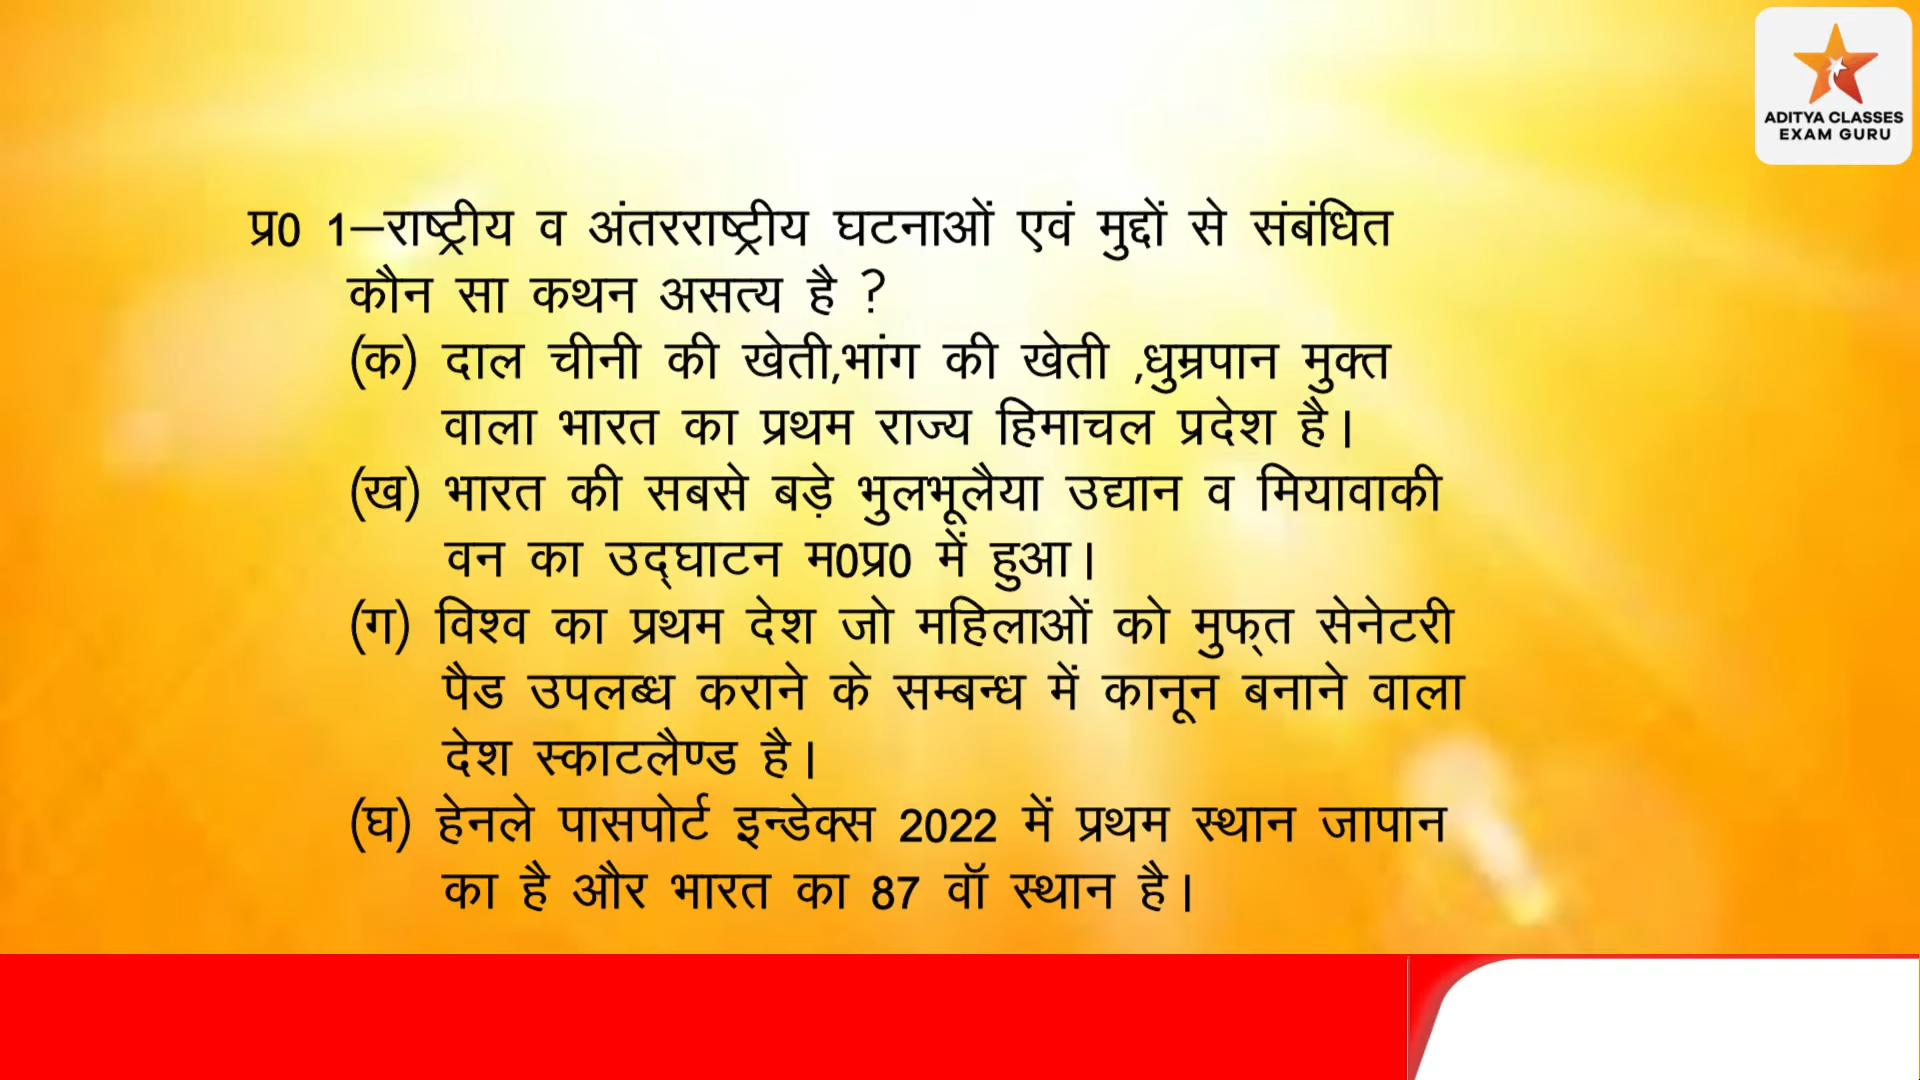 ADITYA CLASSES
EXAM GURU
प्र0 1–राष्ट्रीय व अंतरराष्ट्रीय घटनाओं एवं मुद्दों से संबंधित
कौन सा कथन असत्य है ?
(क) दाल चीनी की खेती,भांग की खेती ,धुम्रपान मुक्त
वाला भारत का प्रथम राज्य हिमाचल प्रदेश है।
(ख) भारत की सबसे बड़े भुलभूलैया उद्यान व मियावाकी
वन का उद्‌घाटन म0प्र0 में हुआ।
(ग) विश्व का प्रथम देश जो महिलाओं को मुफ्त सेनेटरी
पैड उपलब्ध कराने के सम्बन्ध में कानून बनाने वाला
देश स्काटलैण्ड है।
(घ) हेनले पासपोर्ट इन्डेक्स 2022 में प्रथम स्थान जापान
का है और भारत का 87 वॉ स्थान है।